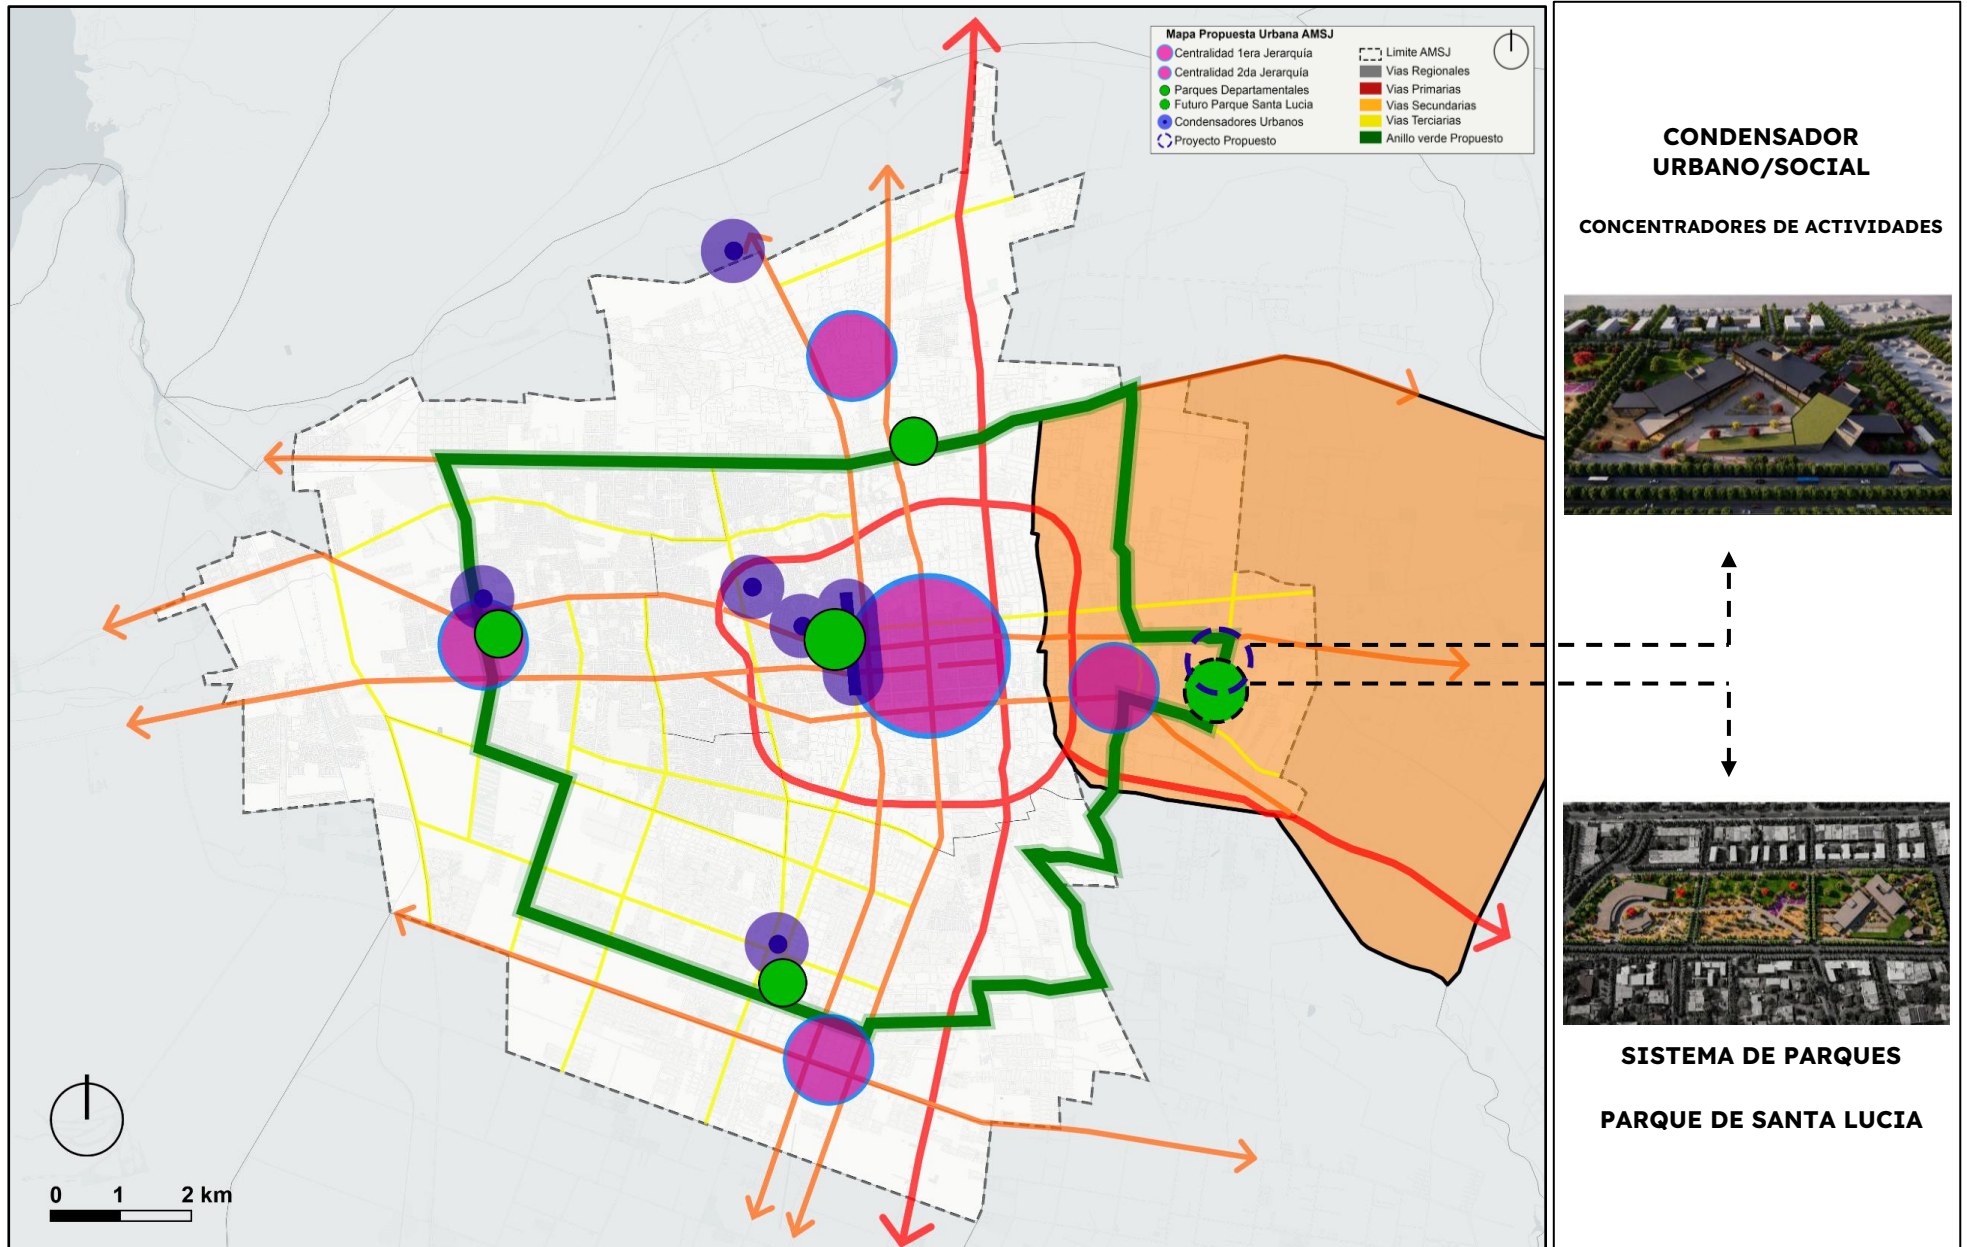 Mapa Propuesta Urbana AMSJ
Centralidad 1era Jerarquía
Centralidad 2da Jerarquía
Parques Departamentales
Futuro Parque Santa Lucia
Condensadores Urbanos
Proyecto Propuesto
Limite AMSJ
Vias Regionales
Vias Primarias
Vias Secundarias
Vias Terciarias
Anillo verde Propuesto
0 1 2 km
CONDENSADOR
URBANO/SOCIAL
CONCENTRADORES DE ACTIVIDADES
SISTEMA DE PARQUES
PARQUE DE SANTA LUCIA